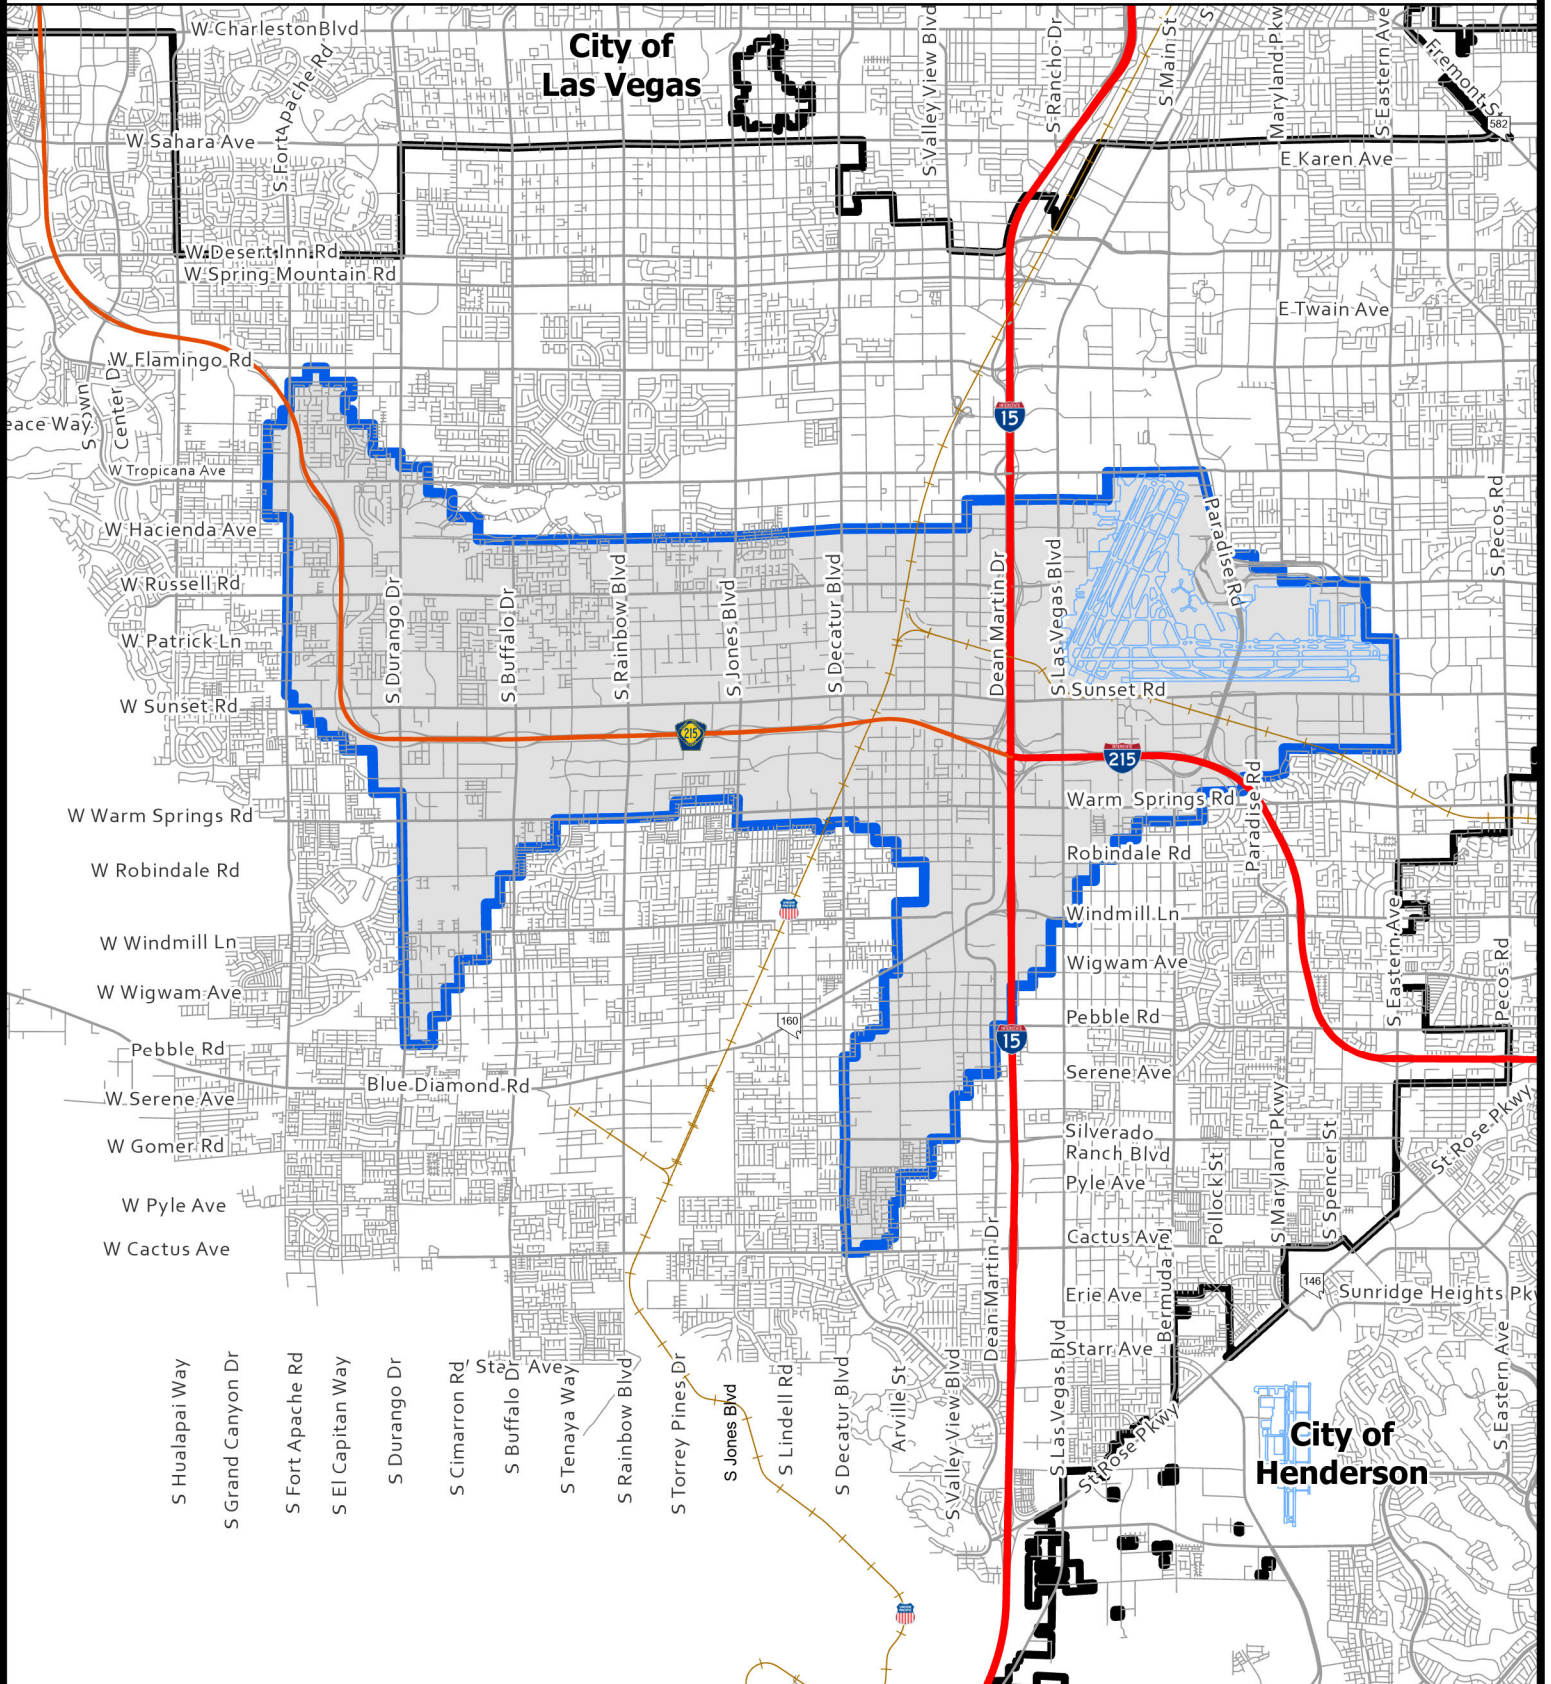 W CharlestonBlvd
City of
Las Vegas
S Fort Apache Rd
S Valley View Blvd
S Rancho Dr
S Main St
S
Maryland Pkw
S Eastern Ave
Fremont St
582
W Sahara Ave
E Karen Ave
W Desert Inn Rd
W Spring Mountain Rd
E Twain Ave
W Flamingo Rd
S Town
Center Dr
eace Way
15
W Tropicana Ave
W Hacienda Ave
Paradise Rd
S Pecos Rd
W Russell Rd
S Durango Dr
S Buffalo Dr
S Rainbow Blvd
S Jones Blvd
S Decatur Blvd
Dean Martin Dr
S Las Vegas Blvd
W Patrick Ln
W Sunset Rd
Sunset Rd
215
215
W Warm Springs Rd
Warm Springs Rd
Paradise Rd
W Robindale Rd
Robindale Rd
W Windmill Ln
Windmill Ln
S Eastern Ave
W Wigwam Ave
Wigwam Ave
Pecos Rd
160
15
Pebble Rd
Pebble Rd
Blue Diamond Rd
W Serene Ave
Serene Ave
W Gomer Rd
Silverado
Ranch Blvd
Pollock St
S Maryland Pkwy
S Spencer St
St Rose Pkwy
W Pyle Ave
Pyle Ave
W Cactus Ave
Cactus Ave
Dean Martin Dr
Bermuda Rd
146
Sunridge Heights Pkw
Erie Ave
Starr Ave
Starr Ave
S Hualapai Way
S Grand Canyon Dr
S Fort Apache Rd
S El Capitan Way
S Durango Dr
S Cimarron Rd
S Buffalo Dr
S Tenaya Way
S Rainbow Blvd
S Torrey Pines Dr
S Jones Blvd
S Lindell Rd
S Decatur Blvd
Arville St
S Valley View Blvd
S Las Vegas Blvd
St Rose Pkwy
City of
Henderson
S Eastern Ave